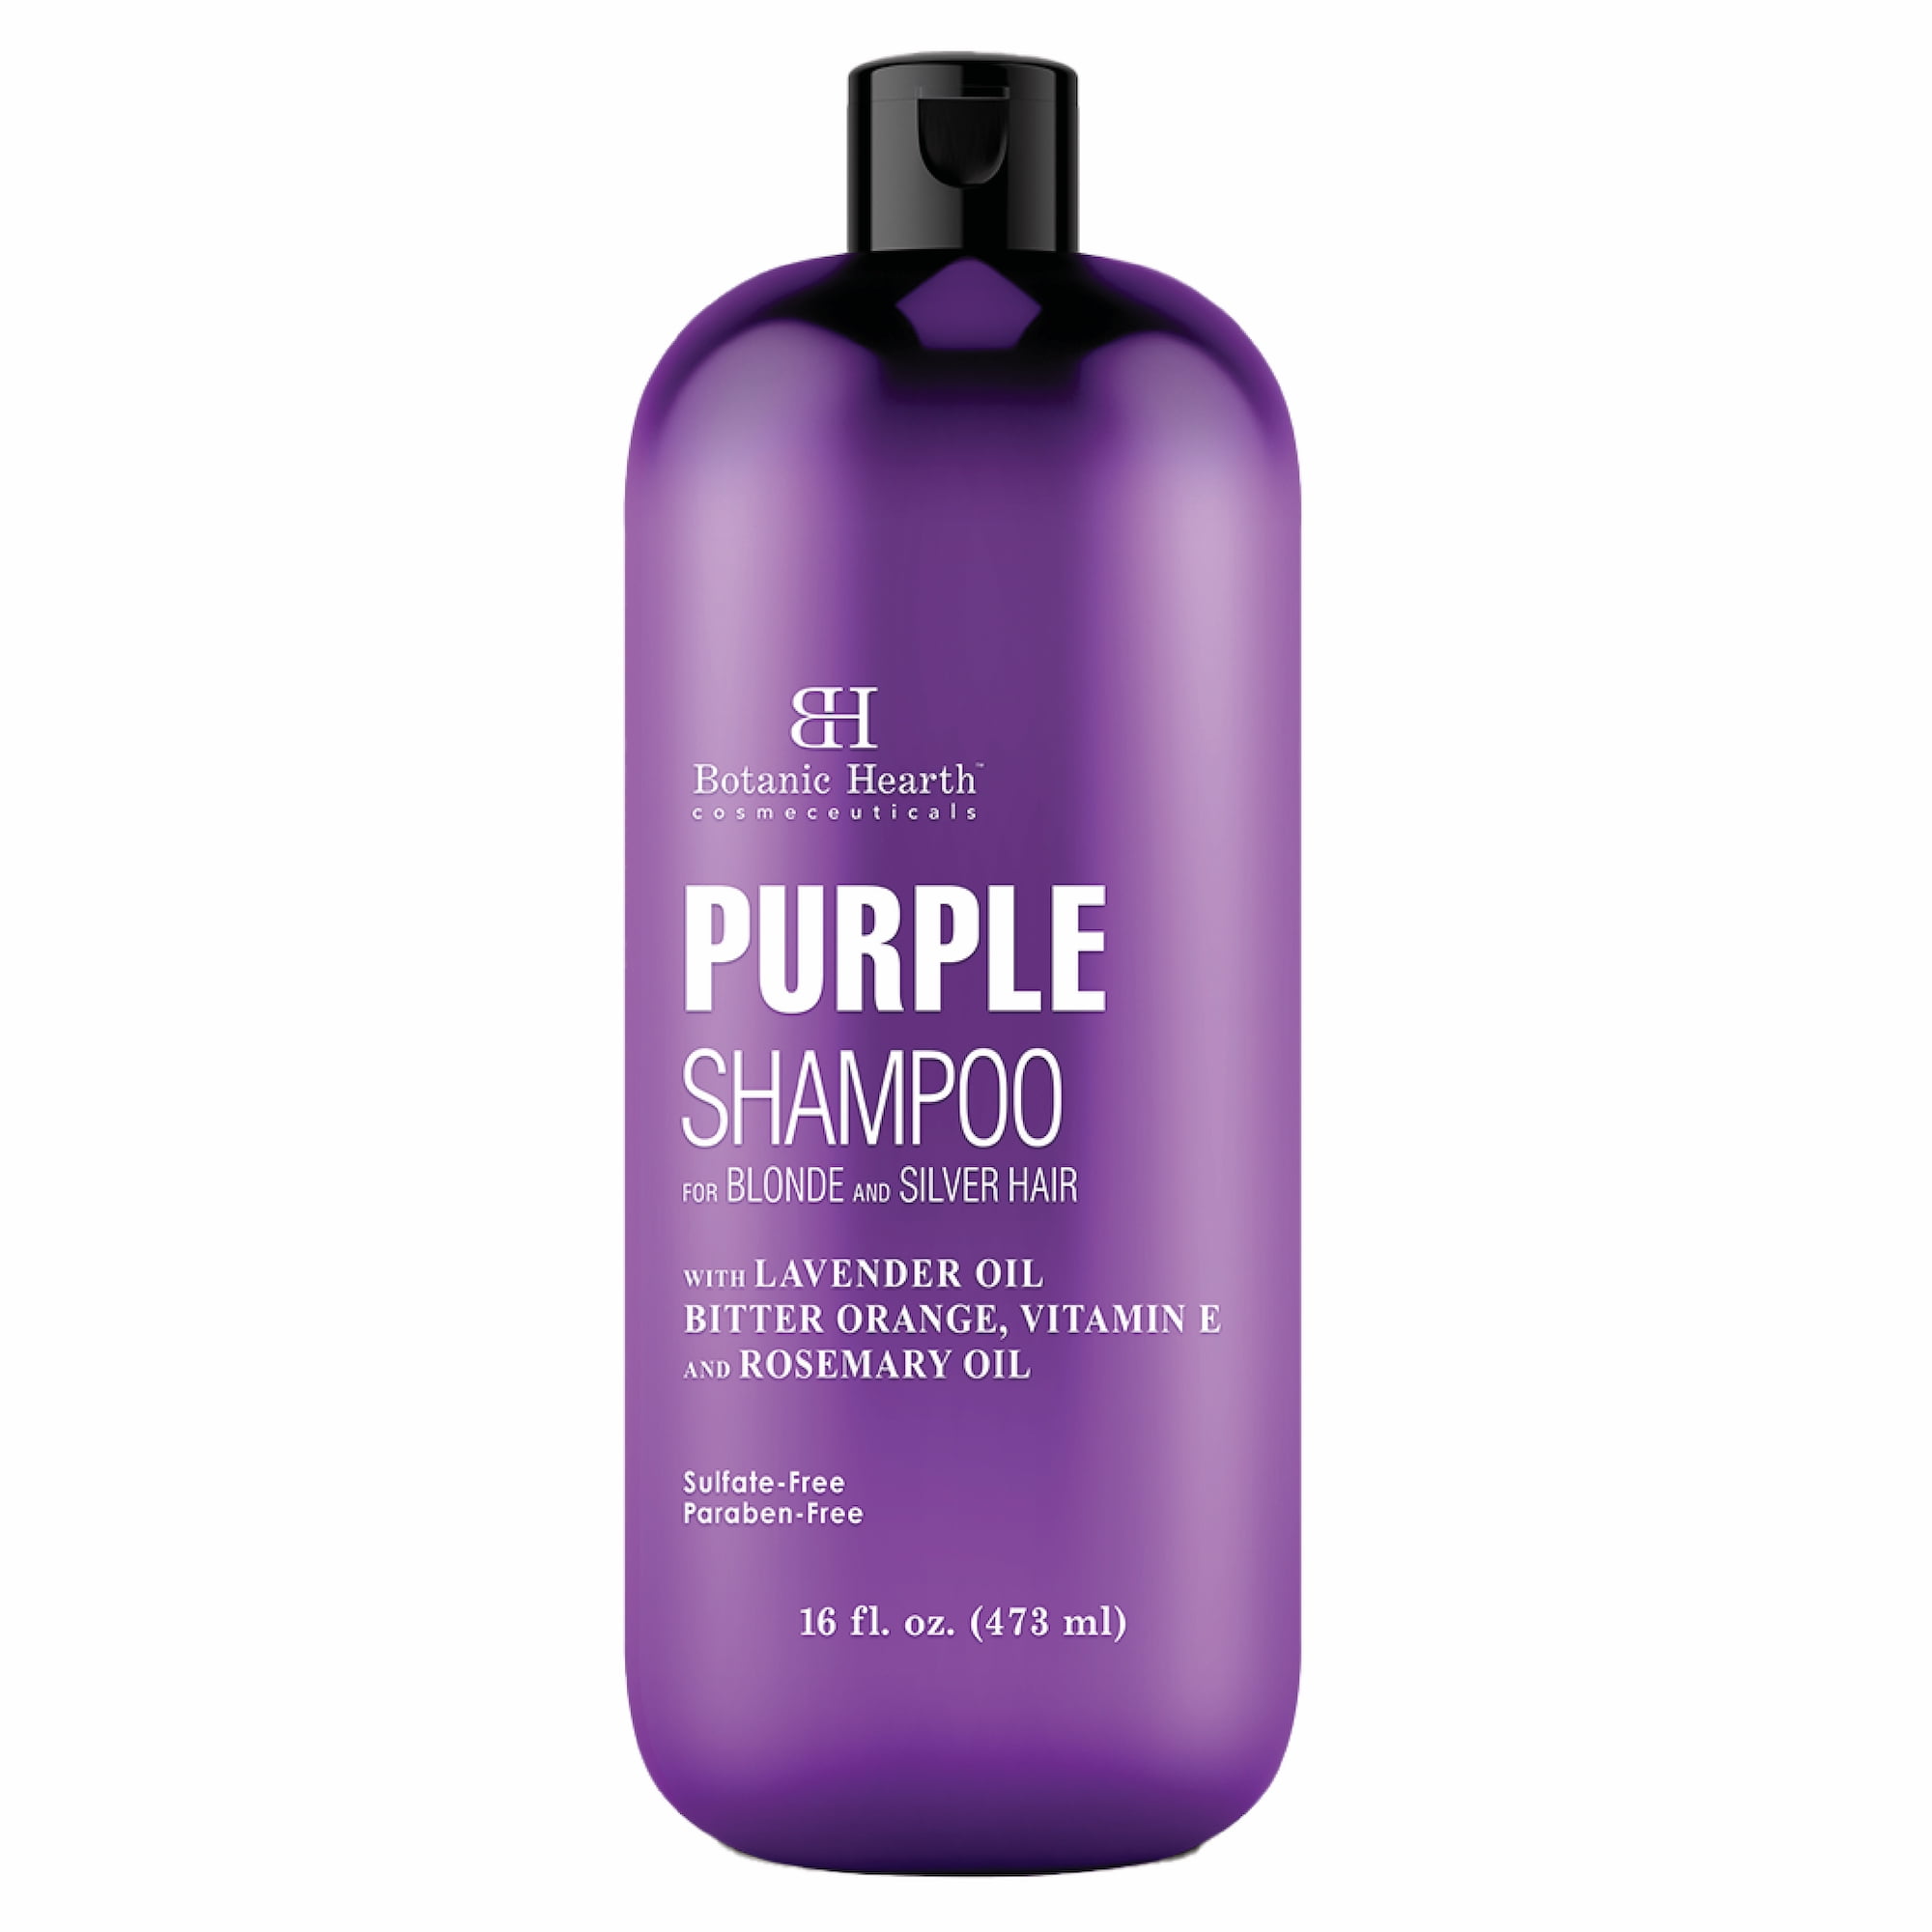 BH
Botanic Hearth™
cosmeceuticals
PURPLE
SHAMPOO
FOR BLONDE AND SILVER HAIR
WITH LAVENDER OIL
BITTER ORANGE, VITAMIN E
AND ROSEMARY OIL
Sulfate-Free
Paraben-Free
16 fl. oz. (473 ml)